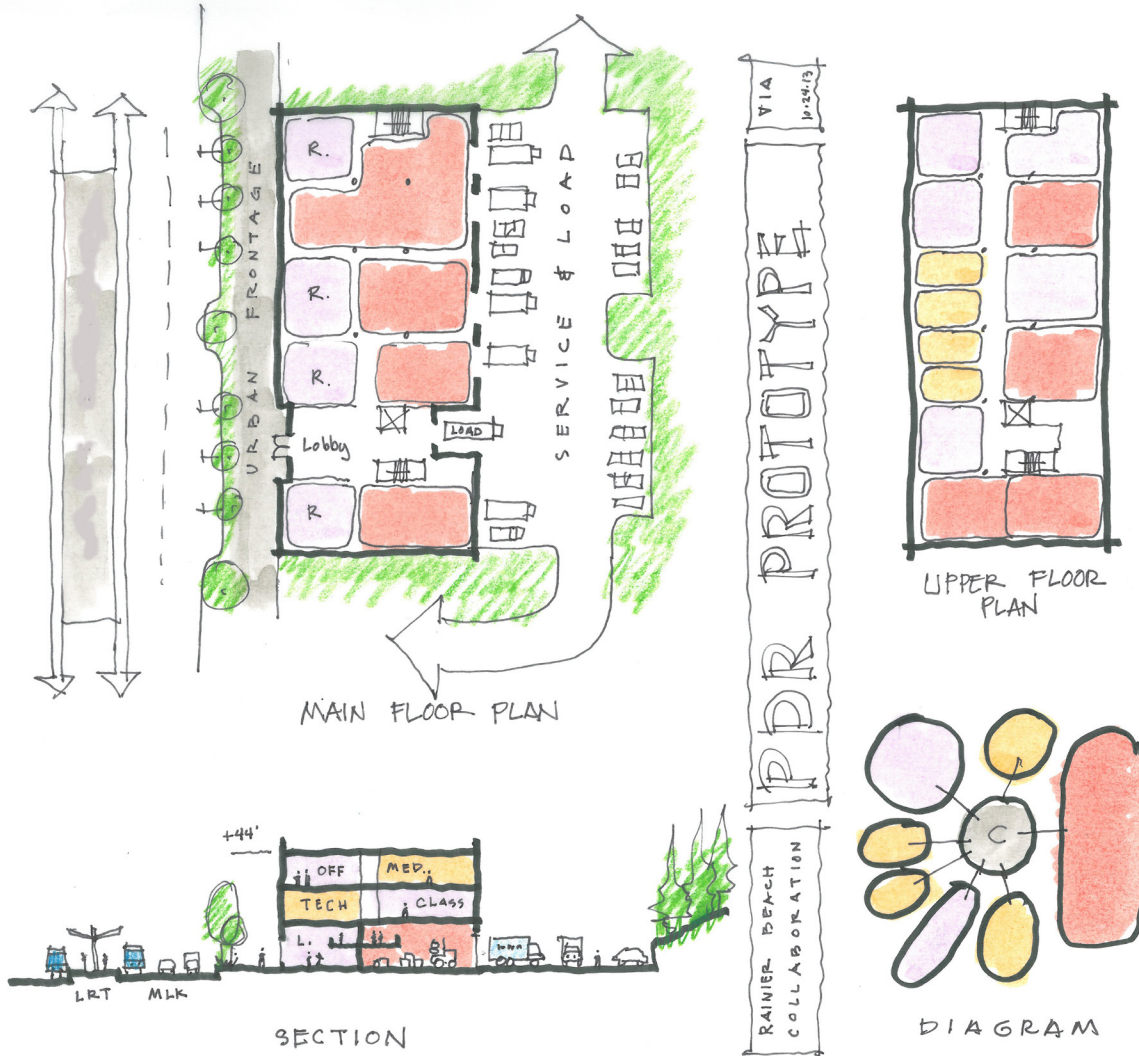 R.
R.
R.
R
Lobby
LOAD
URBAN FRONTAGE
SERVICE & LOAD
MAIN FLOOR PLAN
VIA
10.24.13
PDR PROTOTYPE
RAINIER BEACH
COLLABORATION
UPPER FLOOR
PLAN
+44'
OFF
MED.
TECH
CLASS
L.
LRT
MLK
SECTION
C
DIAGRAM